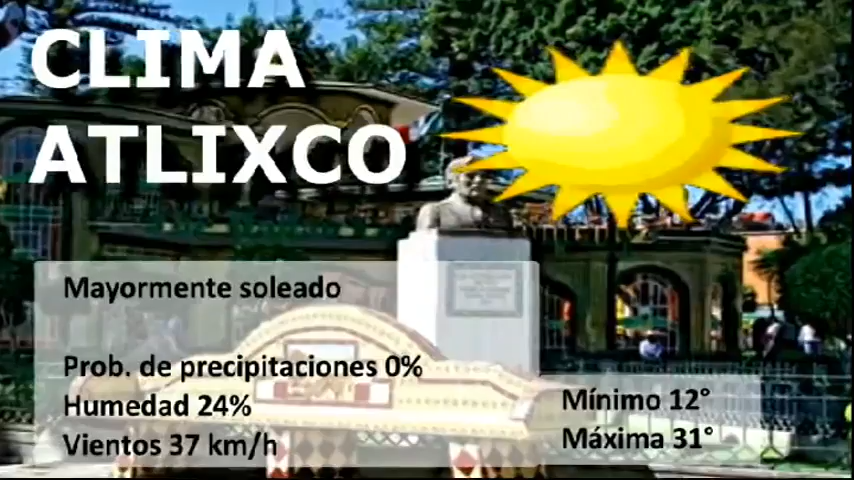 CLIMA
ATLIXCO
Mayormente soleado
Prob. de precipitaciones 0%
Humedad 24%
Vientos 37 km/h
Mínimo 12°
Máxima 31°